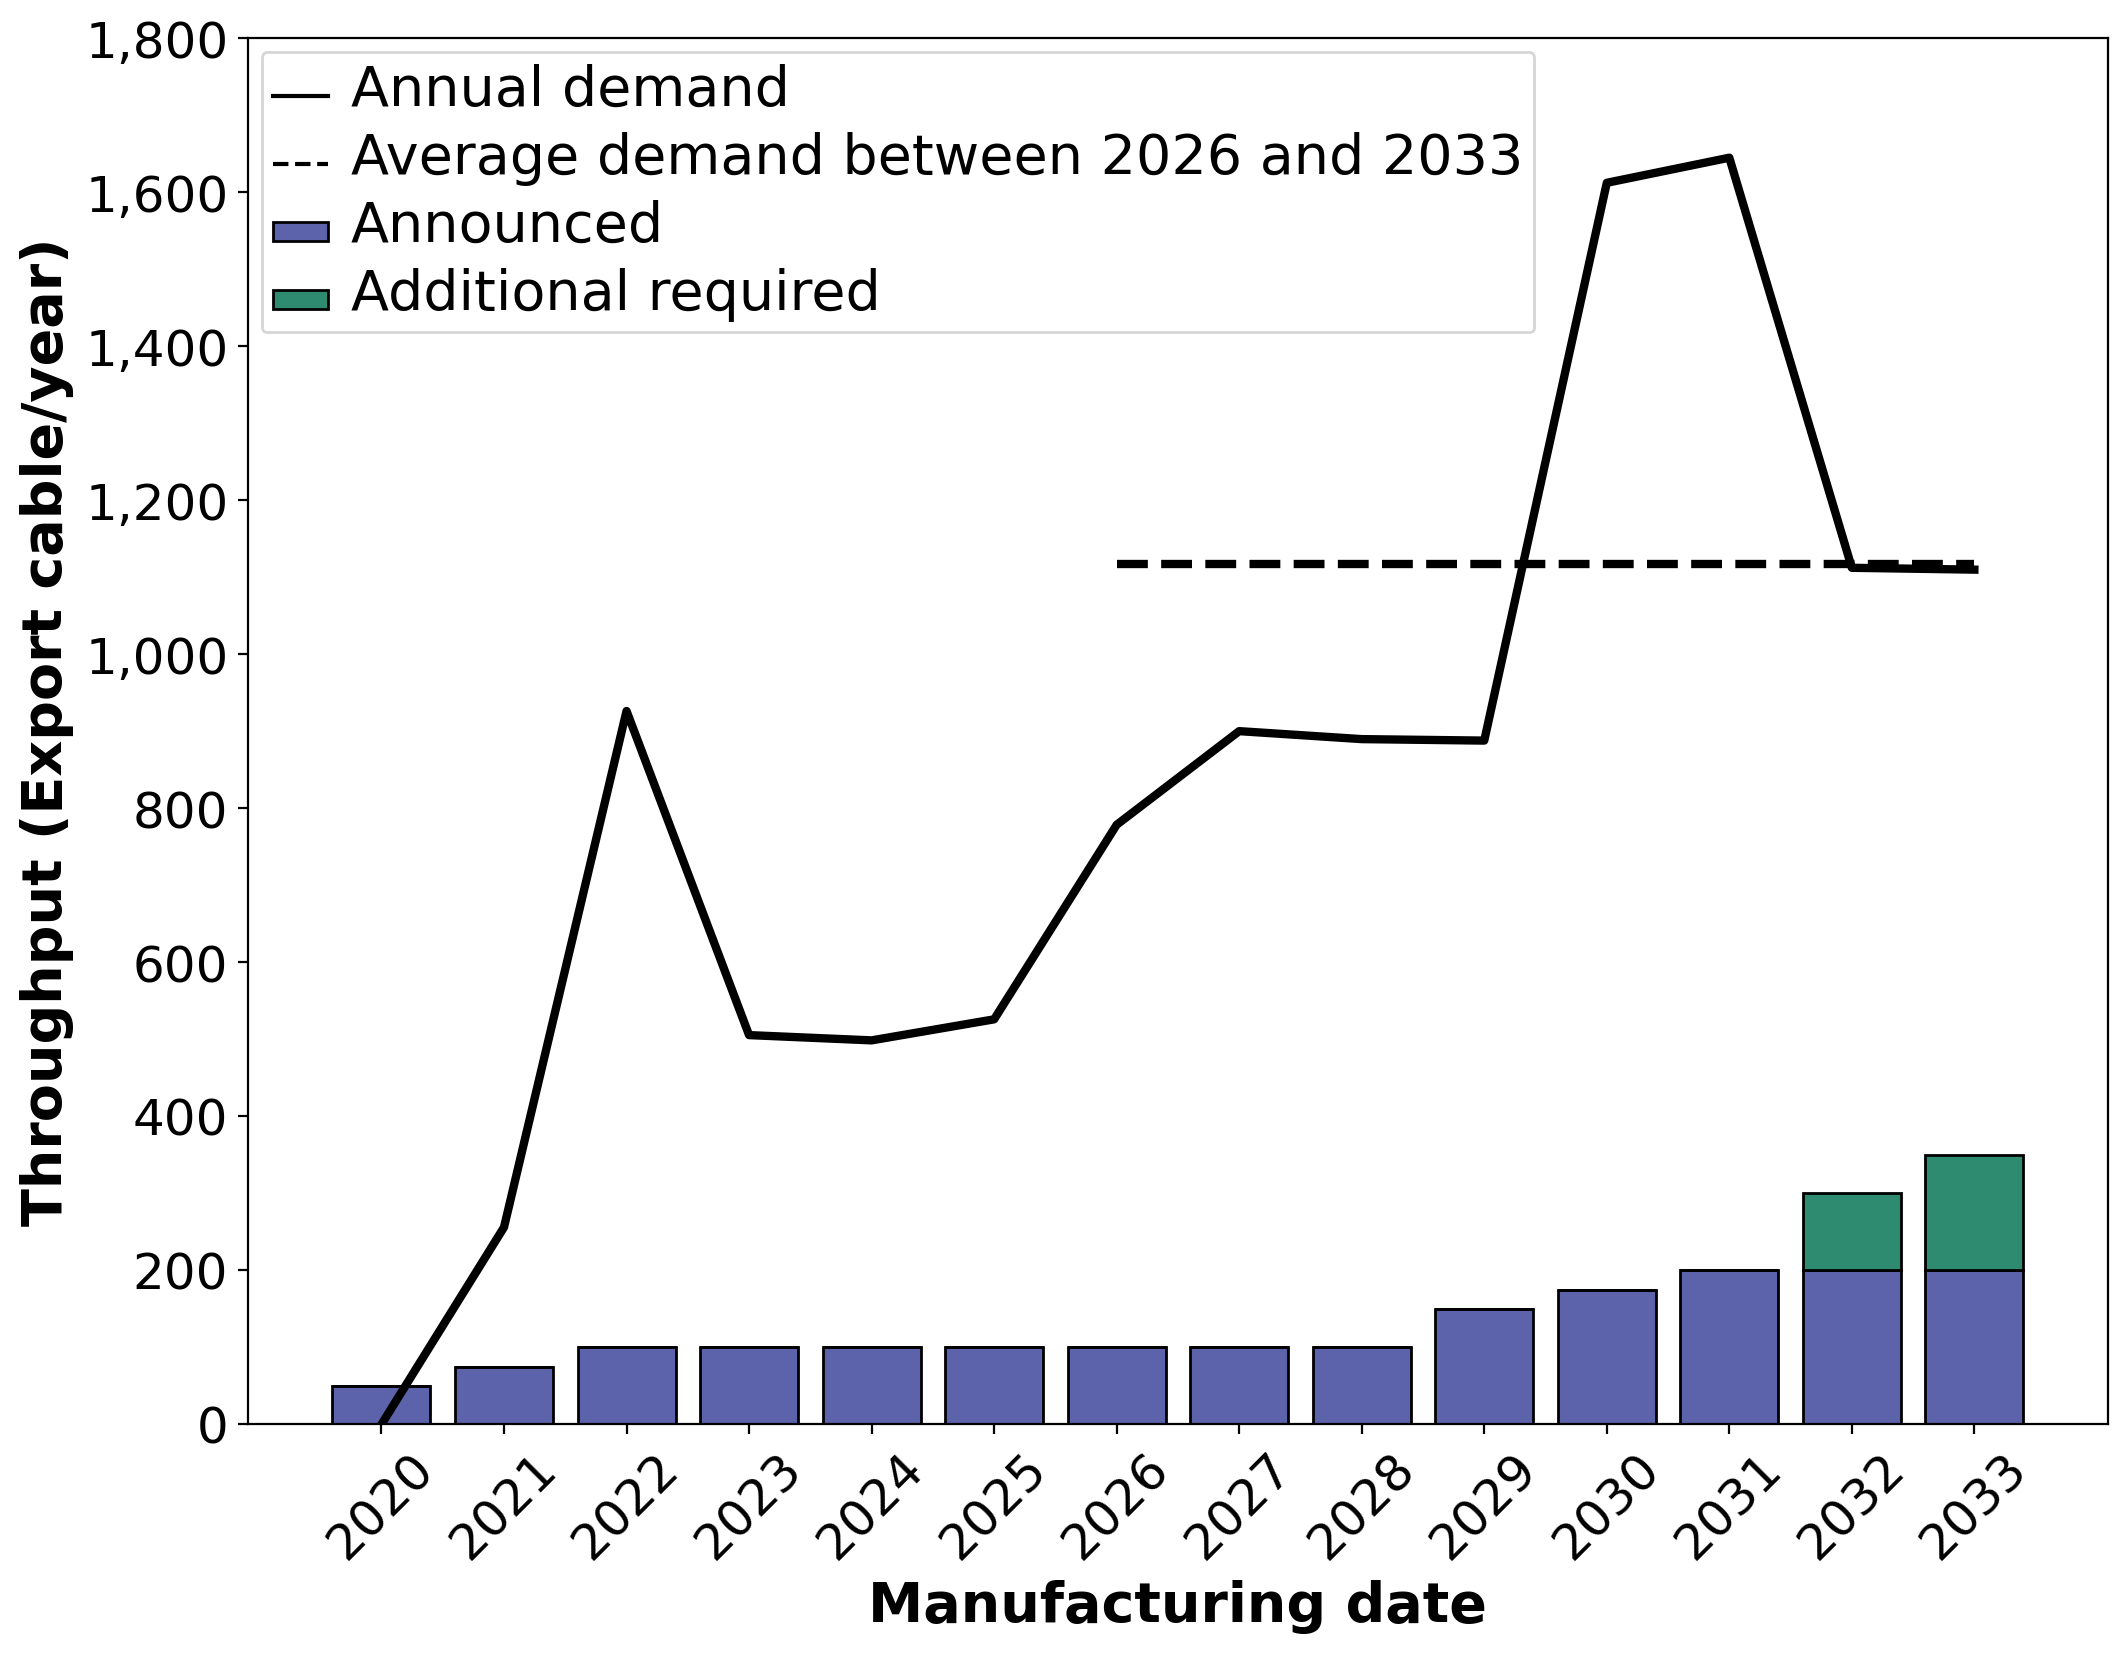 Throughput (Export cable/year)
1,800
1,600
1,400
1,200
1,000
800
600
400
200
0
Annual demand
Average demand between 2026 and 2033
Announced
Additional required
2020 2021 2022 2023 2024 2025 2026 2027 2028 2029 2030 2031 2032 2033
Manufacturing date